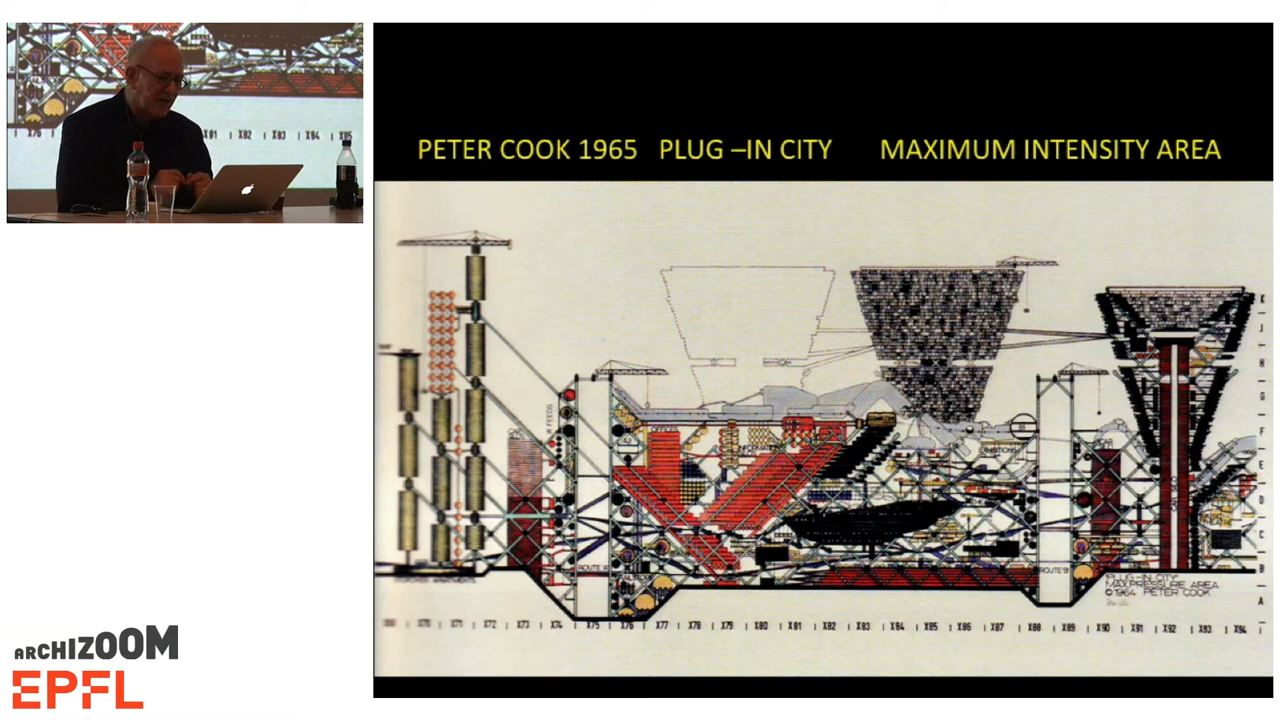 X81 X82 X83 X84 X85
PETER COOK 1965 PLUG –IN CITY MAXIMUM INTENSITY AREA
K
J
H
G
F
E
D
C
B
A
FEEDS
ROUTE 'A'
ROUTE 'B'
PLUG-IN CITY
MAX PRESSURE AREA
©1964 PETER COOK
X70 X71 X72 X73 X74 X75 X76 X77 X78 X79 X80 X81 X82 X83 X84 X85 X86 X87 X88 X89 X90 X91 X92 X93 X94
ARCHIZOOM
EPFL